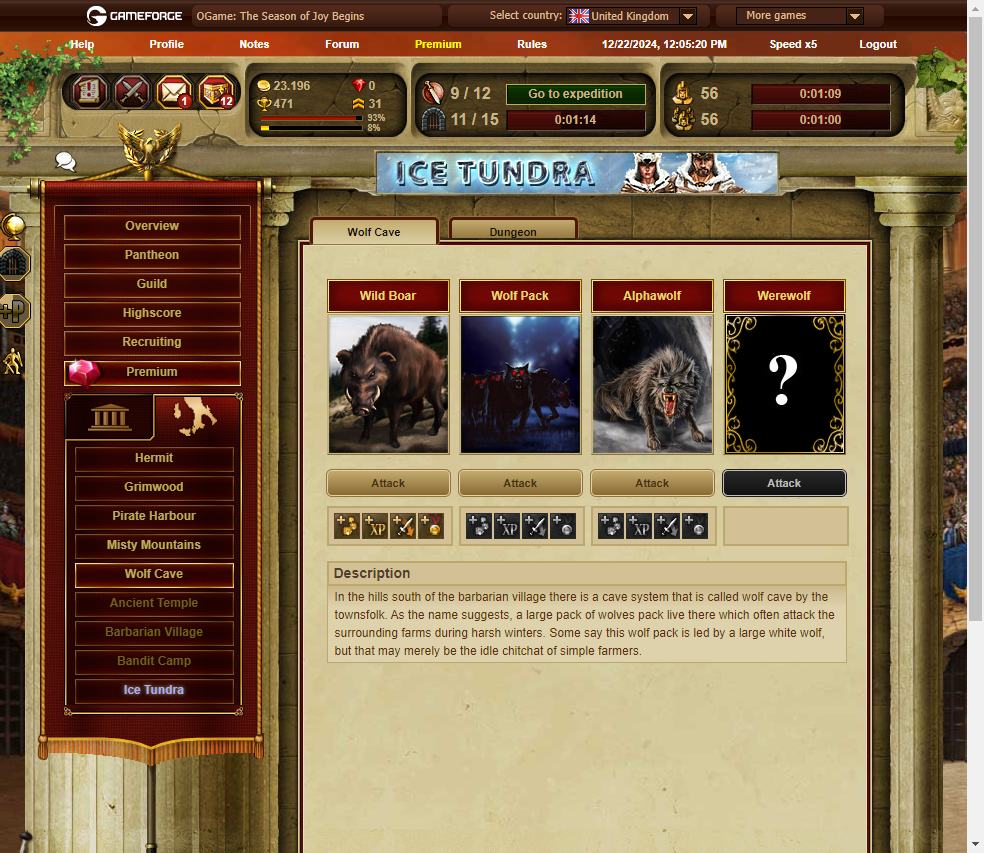 GAMEFORGE
OGame: The Season of Joy Begins
Select country:
United Kingdom
More games
Help
Profile
Notes
Forum
Premium
Rules
12/22/2024, 12:05:20 PM
Speed x5
Logout
1
12
23.196
0
471
31
93%
8%
9 / 12
Go to expedition
11 / 15
0:01:14
56
0:01:09
56
0:01:00
ICE TUNDRA
Overview
Pantheon
Guild
Highscore
Recruiting
Premium
Hermit
Grimwood
Pirate Harbour
Misty Mountains
Wolf Cave
Ancient Temple
Barbarian Village
Bandit Camp
Ice Tundra
+P
Wolf Cave
Dungeon
Wild Boar
Wolf Pack
Alphawolf
Werewolf
?
Attack
Attack
Attack
Attack
+
+XP
+
+
+
+XP
+
+
+
+XP
+
+
Description
In the hills south of the barbarian village there is a cave system that is called wolf cave by the
townsfolk. As the name suggests, a large pack of wolves pack live there which often attack the
surrounding farms during harsh winters. Some say this wolf pack is led by a large white wolf,
but that may merely be the idle chitchat of simple farmers.